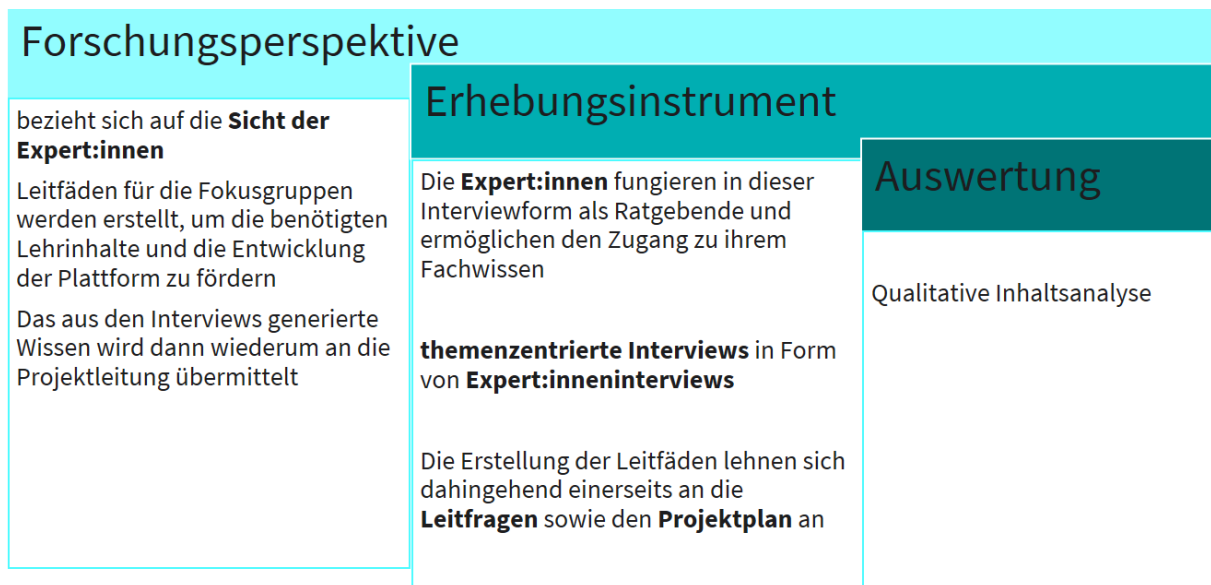 Forschungsperspektive
bezieht sich auf die Sicht der
Expert:innen
Leitfäden für die Fokusgruppen
werden erstellt, um die benötigten
Lehrinhalte und die Entwicklung
der Plattform zu fördern
Das aus den Interviews generierte
Wissen wird dann wiederum an die
Projektleitung übermittelt
Erhebungsinstrument
Die Expert:innen fungieren in dieser
Interviewform als Ratgebende und
ermöglichen den Zugang zu ihrem
Fachwissen
themenzentrierte Interviews in Form
von Expert:inneninterviews
Die Erstellung der Leitfäden lehnen sich
dahingehend einerseits an die
Leitfragen sowie den Projektplan an
Auswertung
Qualitative Inhaltsanalyse